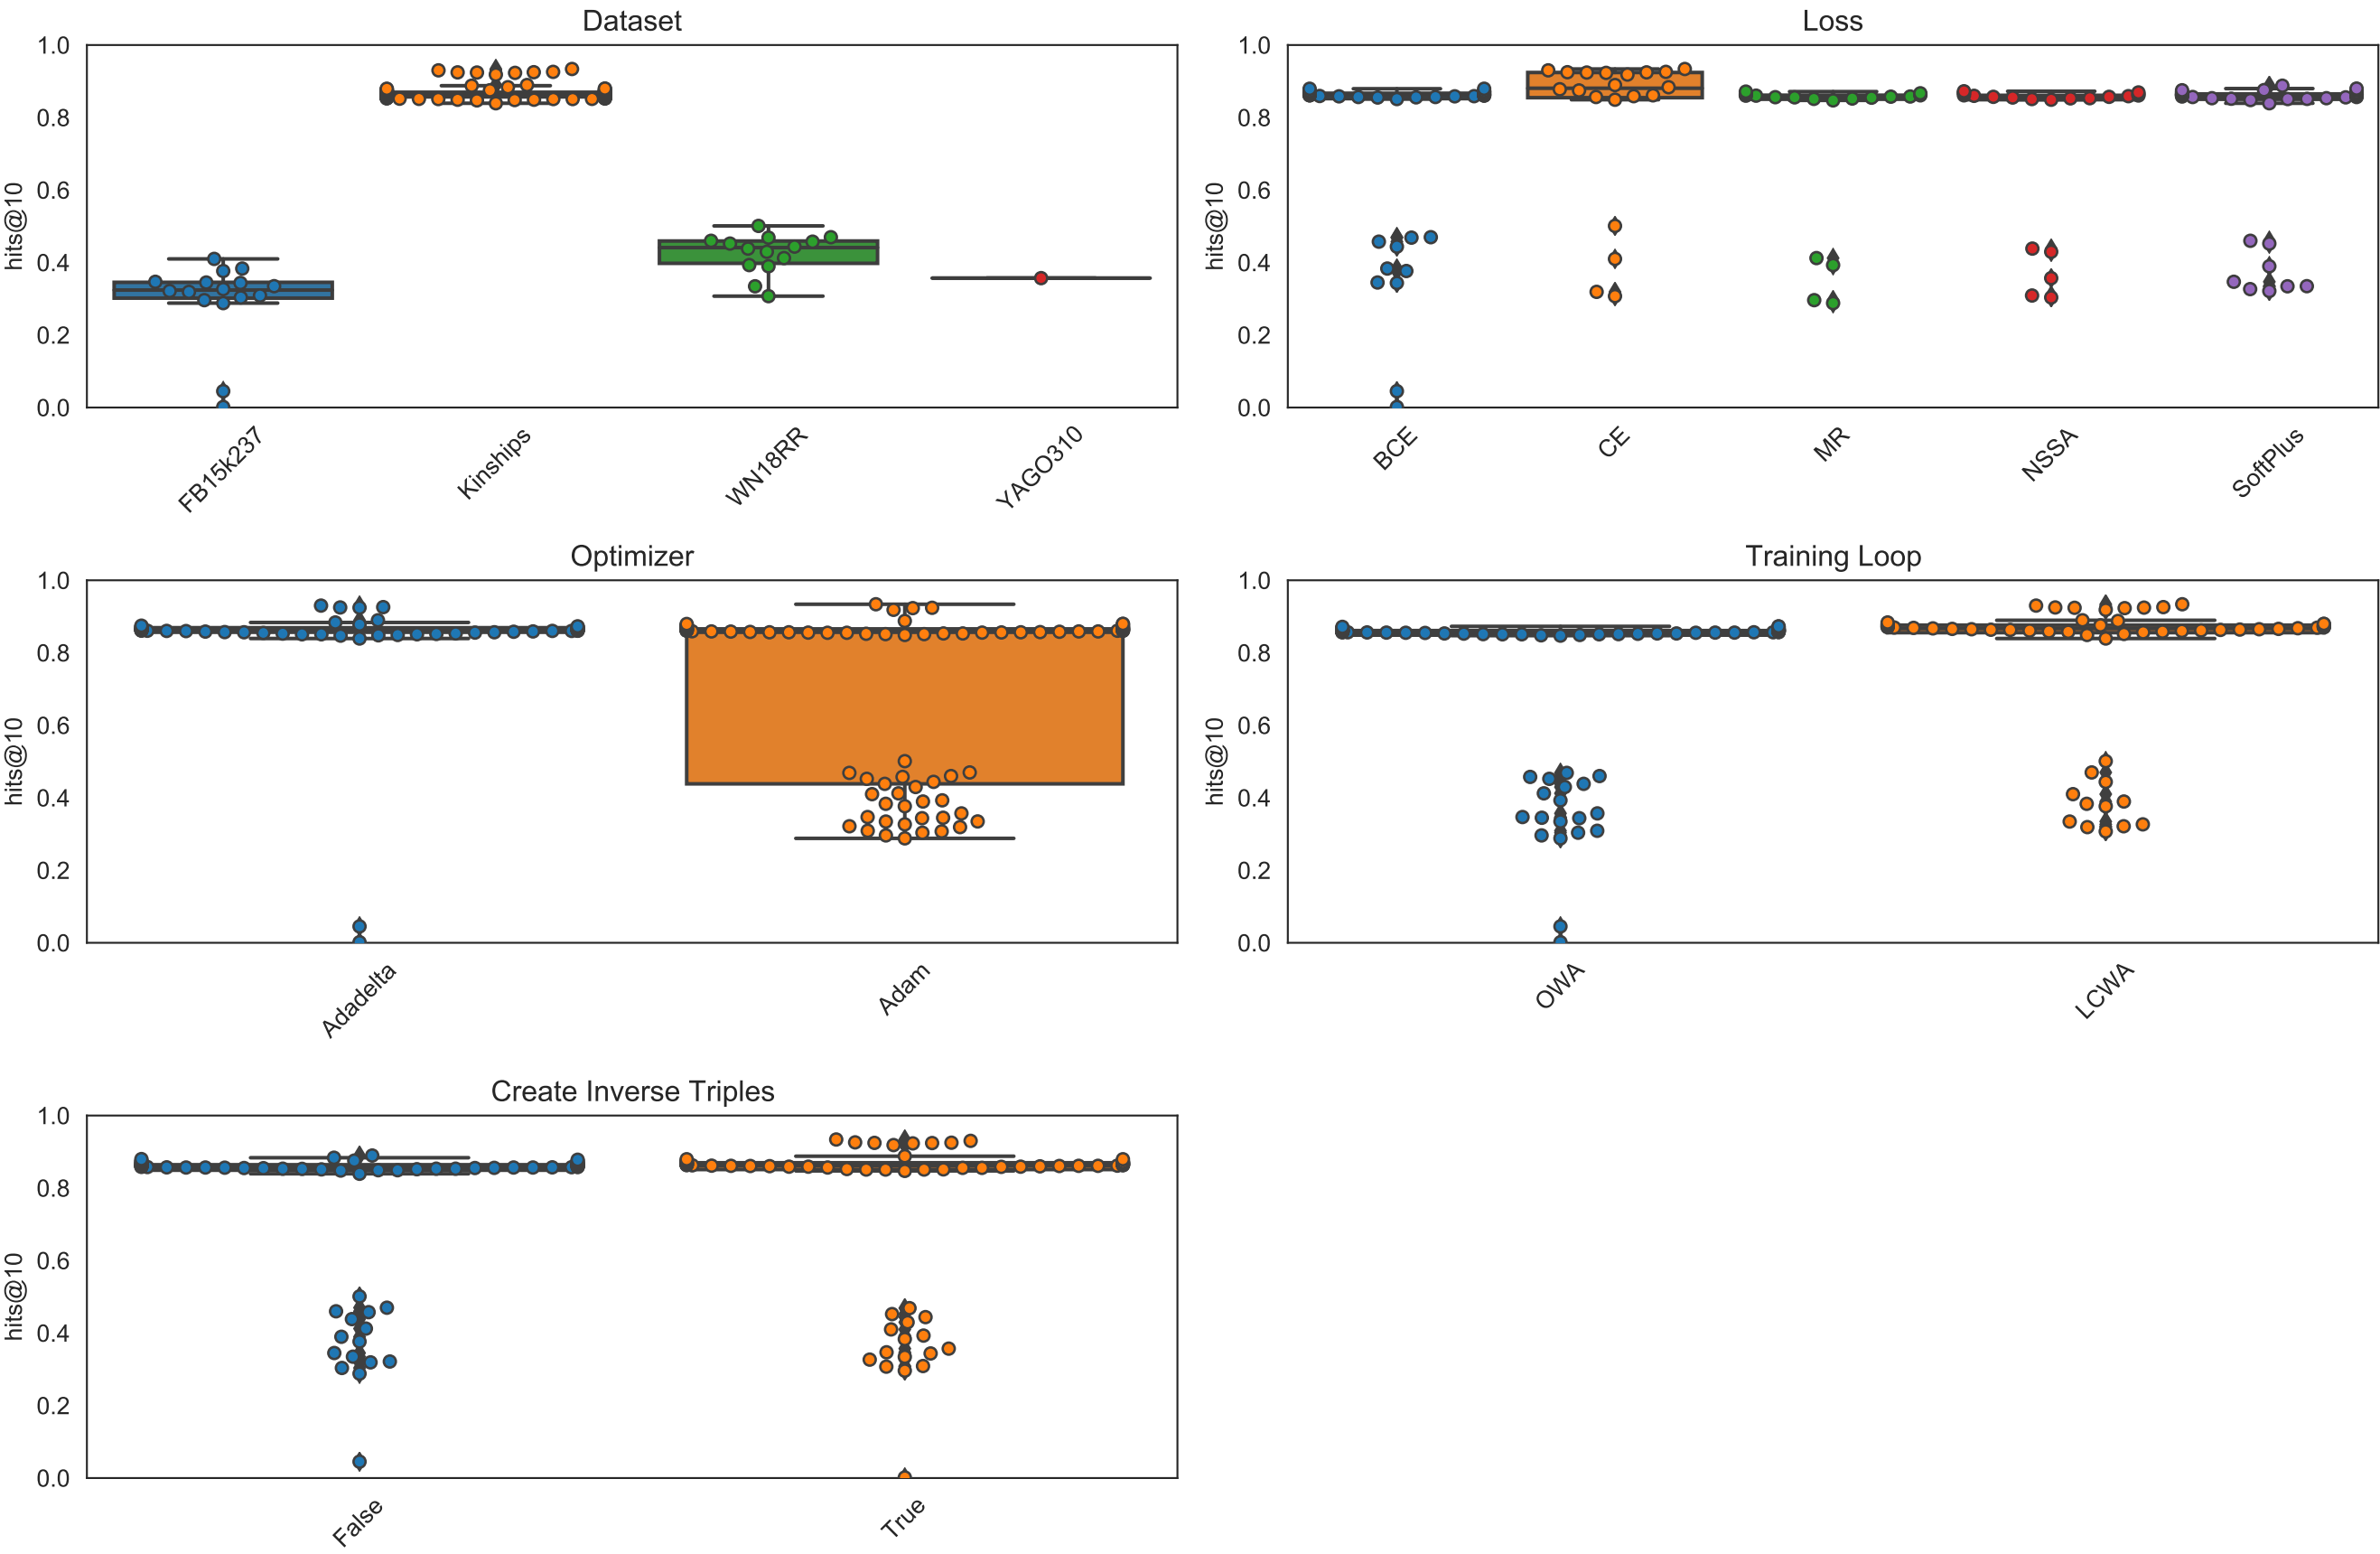 Dataset
1.0
0.8
0.6
0.4
0.2
0.0
hits@10
FB15k237
Kinships
WN18RR
YAGO310
Loss
1.0
0.8
0.6
0.4
0.2
0.0
hits@10
BCE
CE
MR
NSSA
SoftPlus
Optimizer
1.0
0.8
0.6
0.4
0.2
0.0
hits@10
Adadelta
Adam
Training Loop
1.0
0.8
0.6
0.4
0.2
0.0
hits@10
OWA
LCWA
Create Inverse Triples
1.0
0.8
0.6
0.4
0.2
0.0
hits@10
False
True